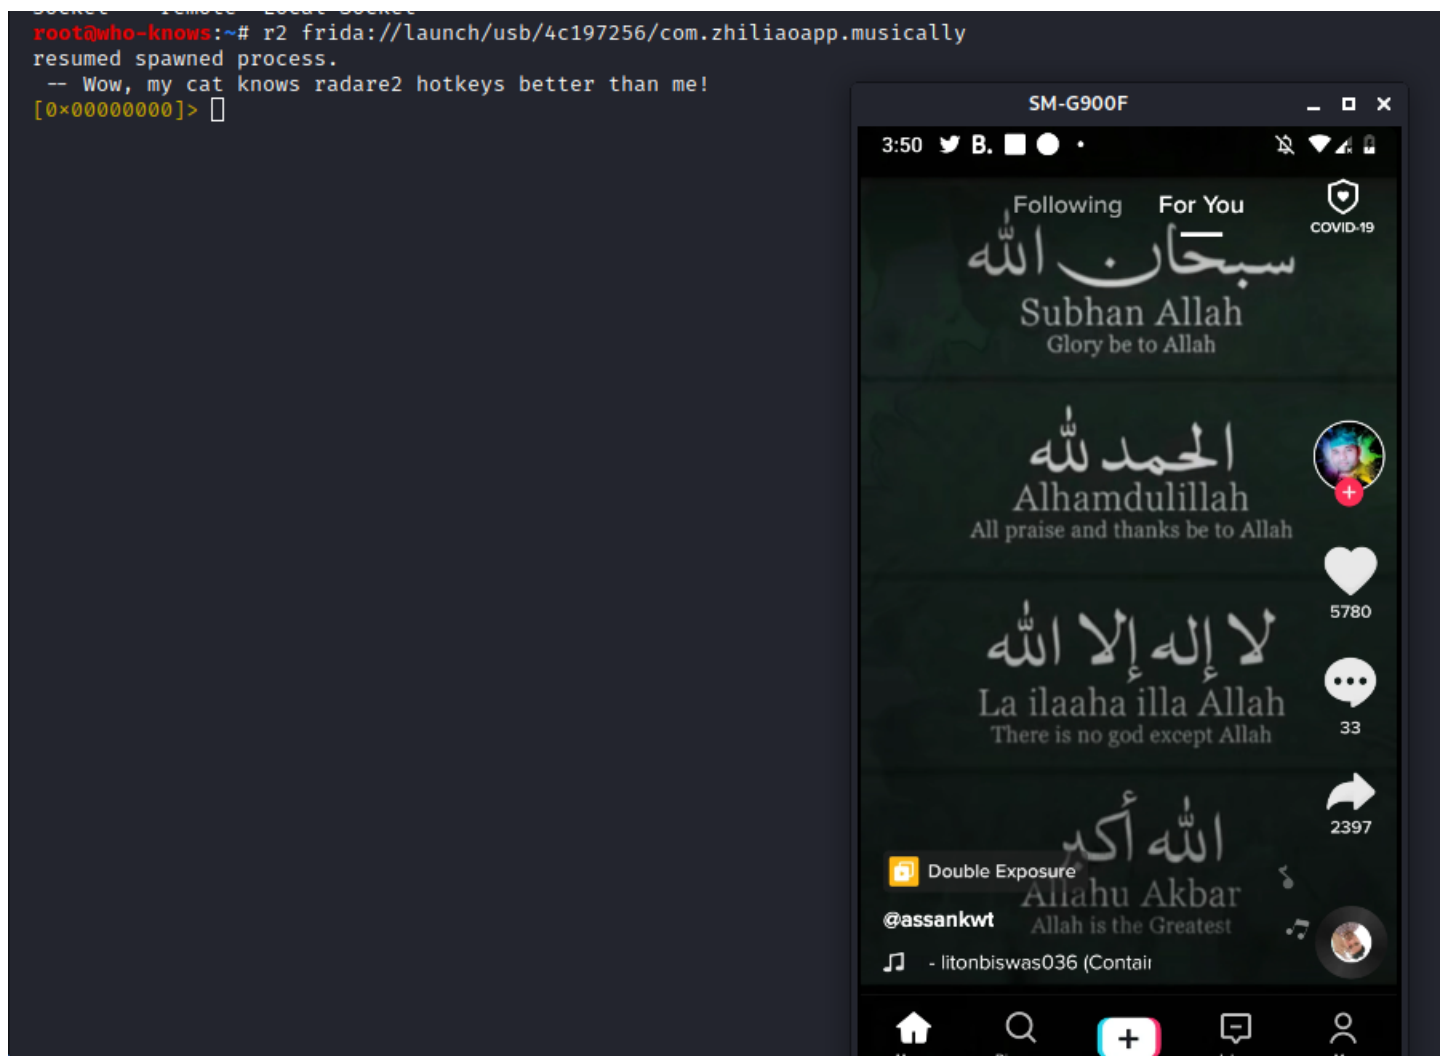 root@who-knows:~# r2 frida://launch/usb/4c197256/com.zhiliaoapp.musically
resumed spawned process.
-- Wow, my cat knows radare2 hotkeys better than me!
[0×00000000]>
SM-G900F
3:50 B.
Following For You
COVID-19
سبحان الله
Subhan Allah
Glory be to Allah
الحمد لله
Alhamdulillah
All praise and thanks be to Allah
5780
لا إله إلا الله
La ilaaha illa Allah
There is no god except Allah
33
الله أكبر
2397
Double Exposure
Allahu Akbar
@assankwt
Allah is the Greatest
- litonbiswas036 (Contain